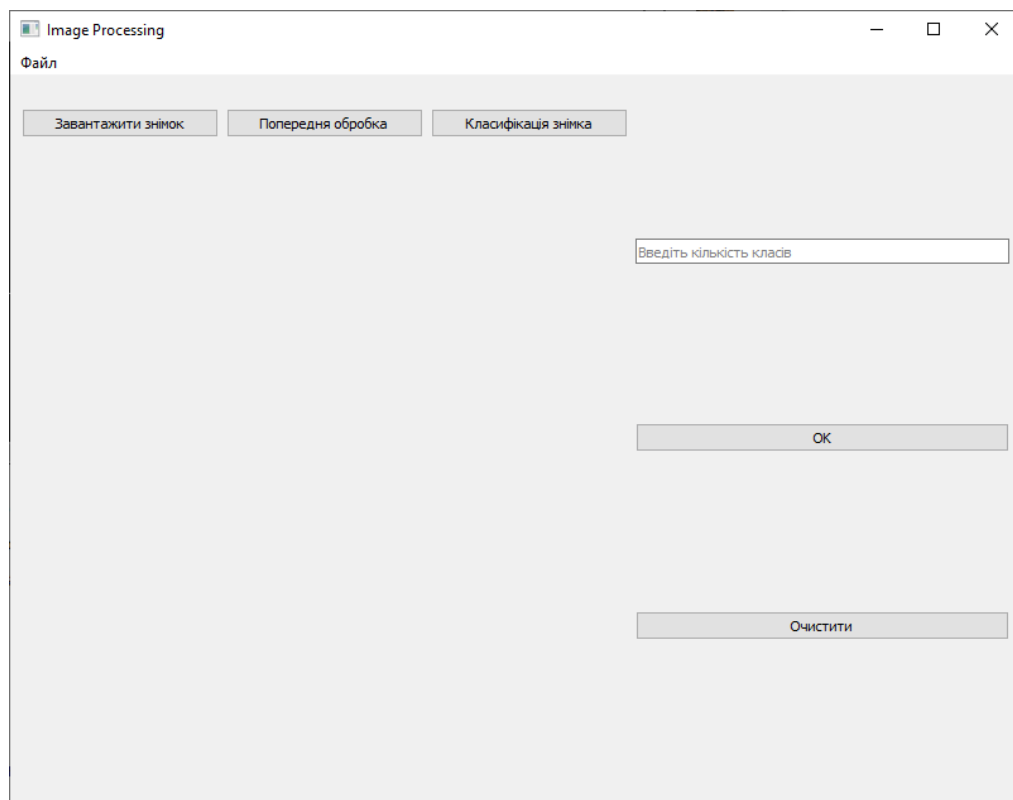 Image Processing
Файл
Завантажити знімок Попередня обробка Класифікація знімка
Введіть кількість класів
OK
Очистити